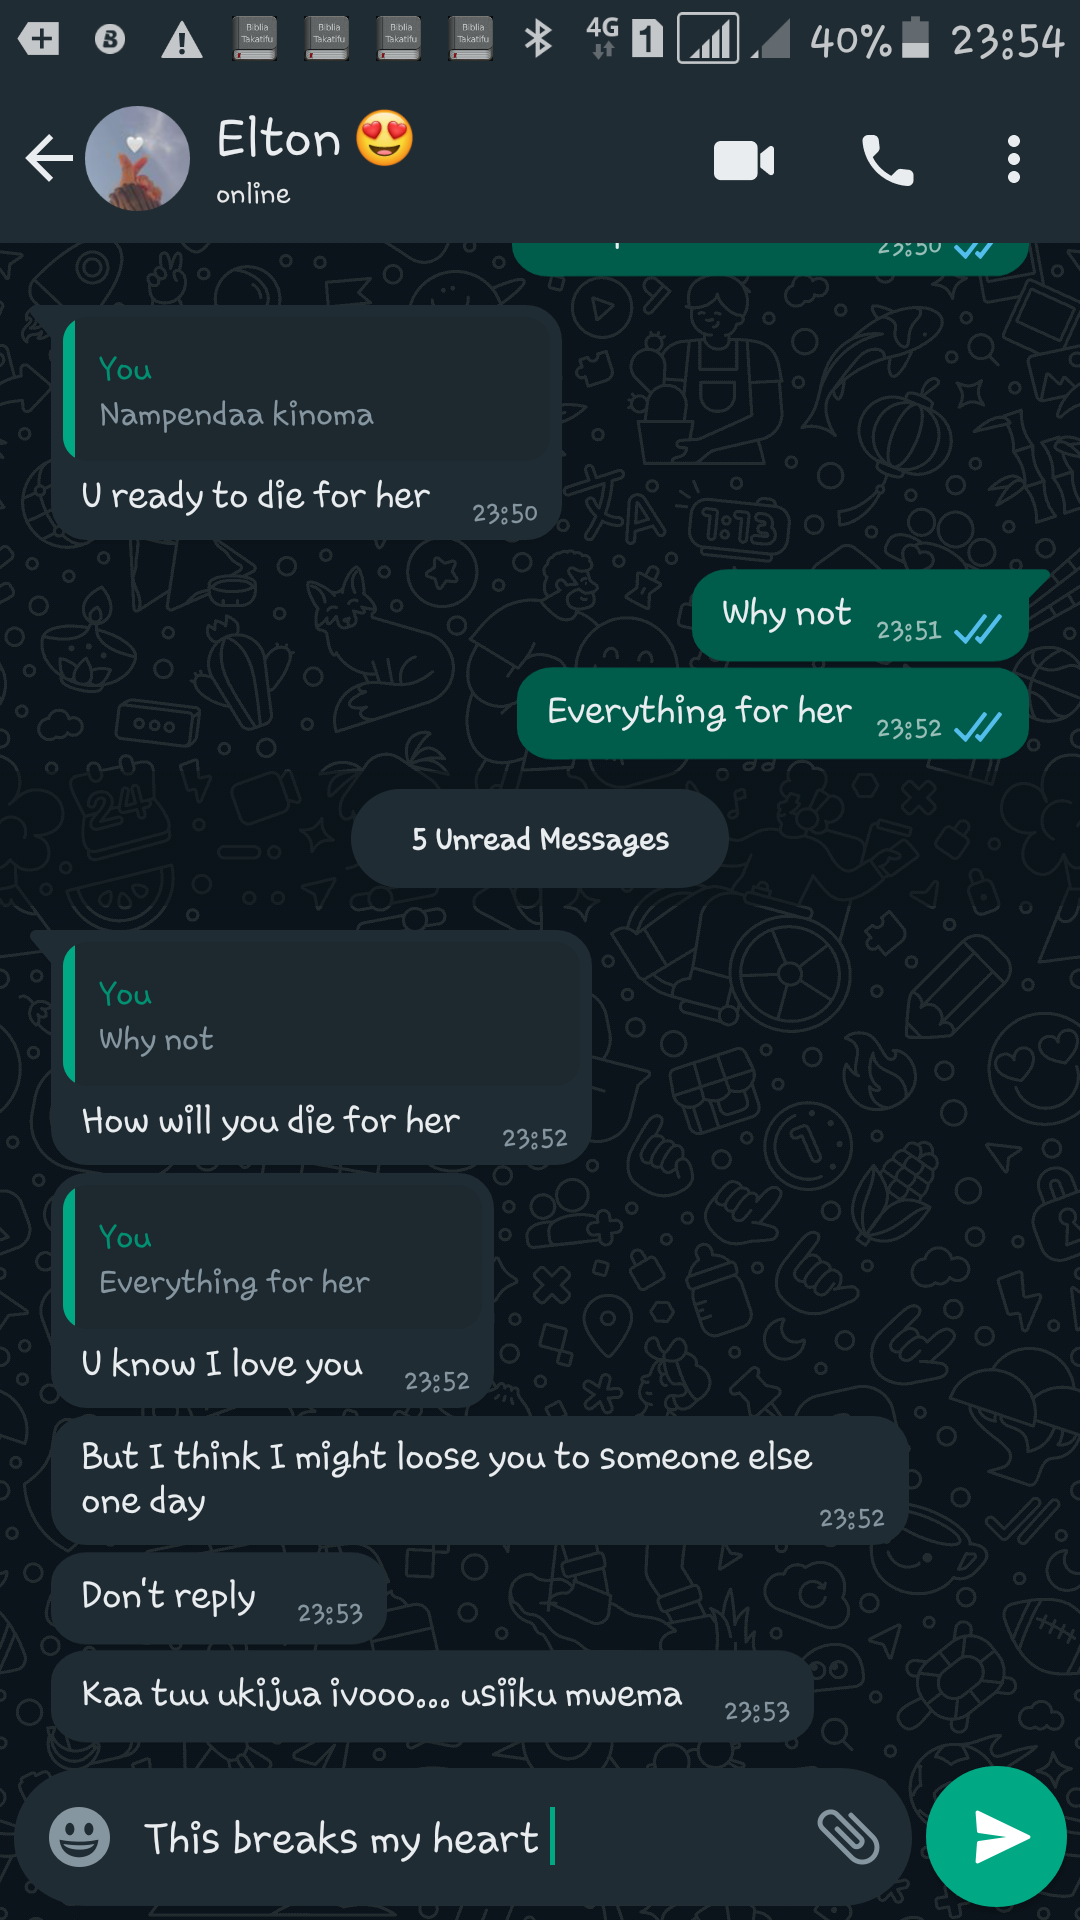 Biblia Takatifu
Biblia Takatifu
Biblia Takatifu
Biblia Takatifu
4G
1
40%
23:54
Elton 😍
online
23:50
You
Nampendaa kinoma
U ready to die for her
23:50
Why not
23:51
Everything for her
23:52
5 Unread Messages
You
Why not
How will you die for her
23:52
You
Everything for her
U know I love you
23:52
But I think I might loose you to someone else
one day
23:52
Don't reply
23:53
Kaa tuu ukijua ivooo... usiiku mwema
23:53
This breaks my heart